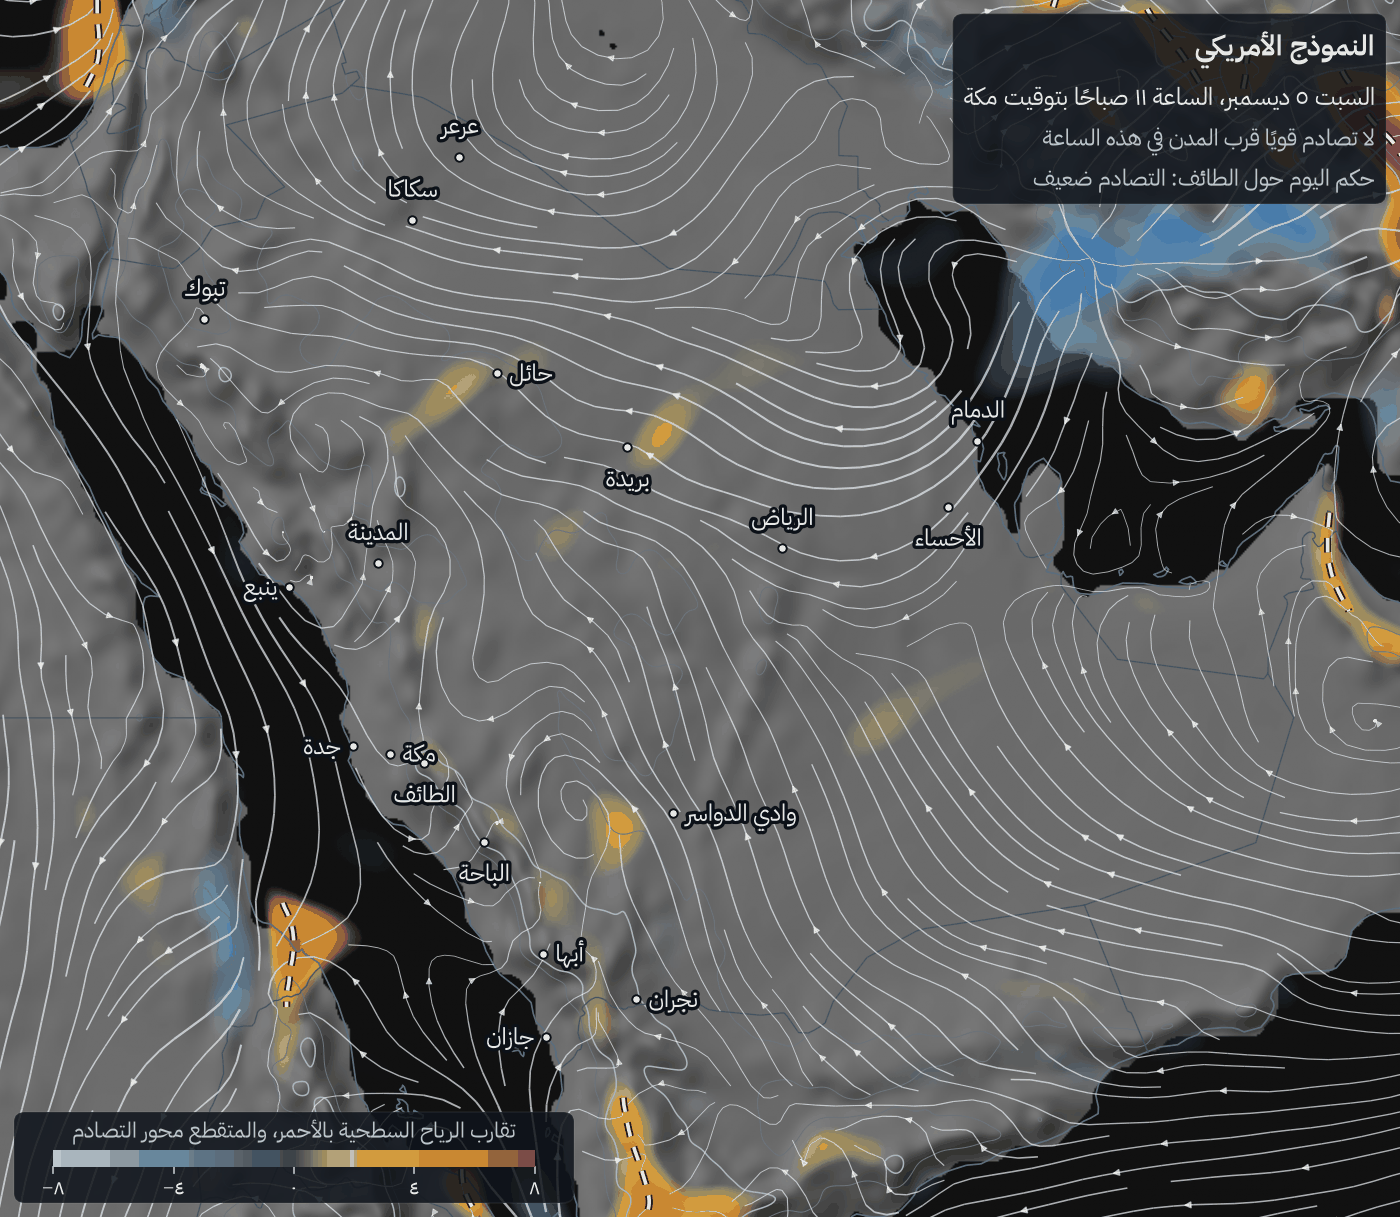 النموذج الأمريكي
السبت ٥ ديسمبر، الساعة ١١ صباحًا بتوقيت مكة
لا تصادم قويًا قرب المدن في هذه الساعة
حكم اليوم حول الطائف: التصادم ضعيف
عرعر
سكاكا
تبوك
حائل
الدمام
بريدة
الرياض
الأحساء
المدينة
ينبع
جدة
مكة
الطائف
وادي الدواسر
الباحة
أبها
نجران
جازان
تقارب الرياح السطحية بالأحمر، والمتقطع محور التصادم
−٨ −٤ ٠ ٤ ٨